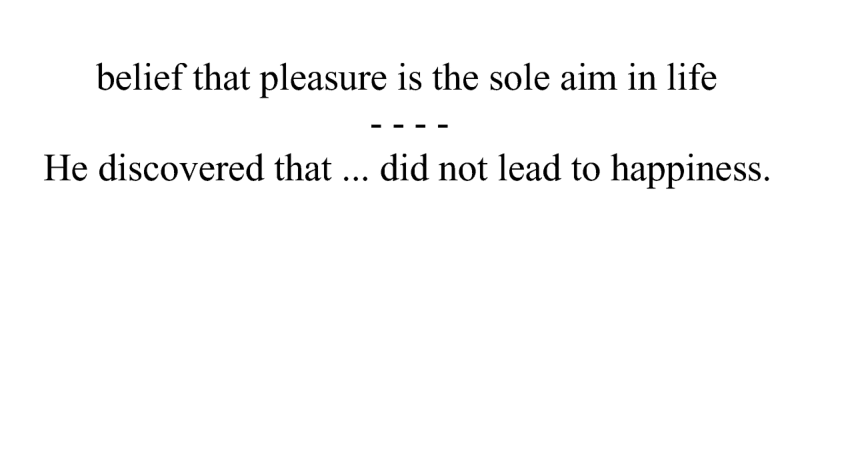 belief that pleasure is the sole aim in life
- - - -
He discovered that ... did not lead to happiness.